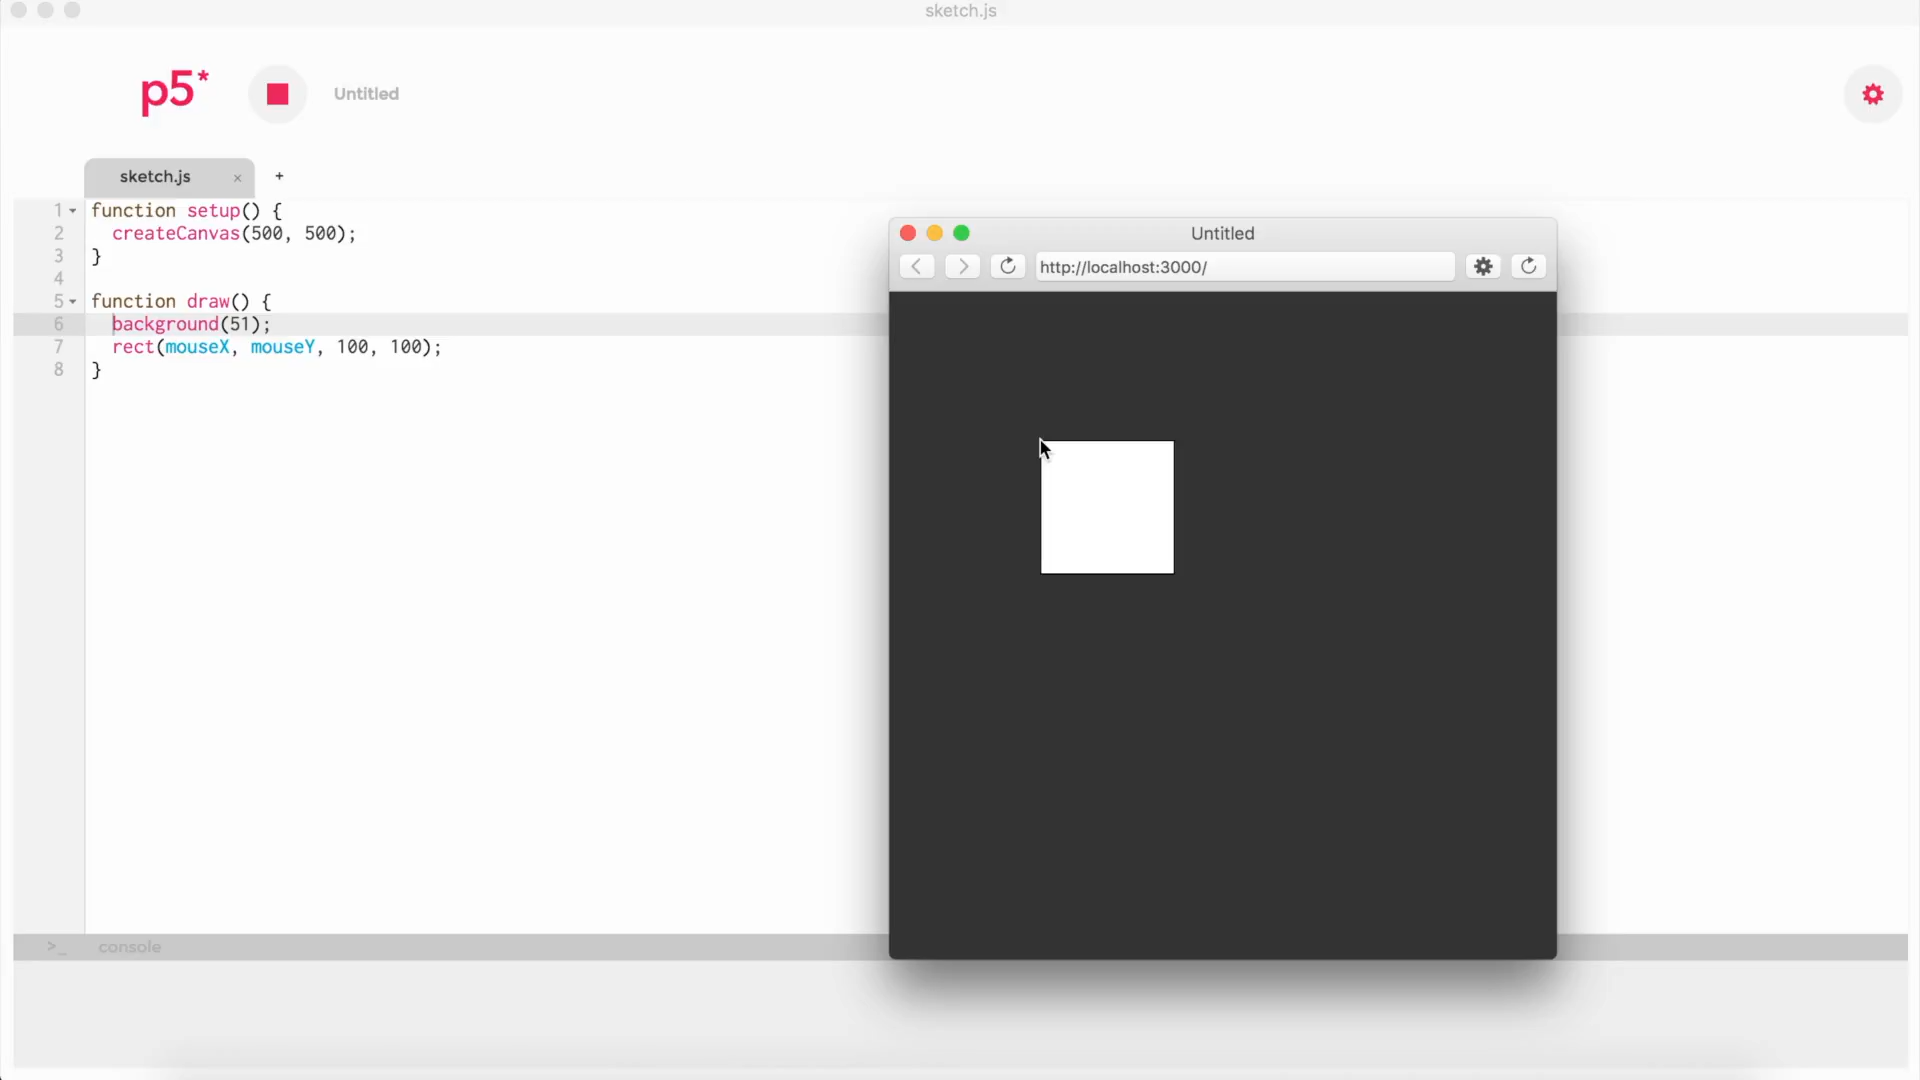 sketch.js
p5*
Untitled
sketch.js × +
1 function setup() {
2 createCanvas(500, 500);
3 }
4
5 function draw() {
6 background(51);
7 rect(mouseX, mouseY, 100, 100);
8 }
Untitled
http://localhost:3000/
>_ console